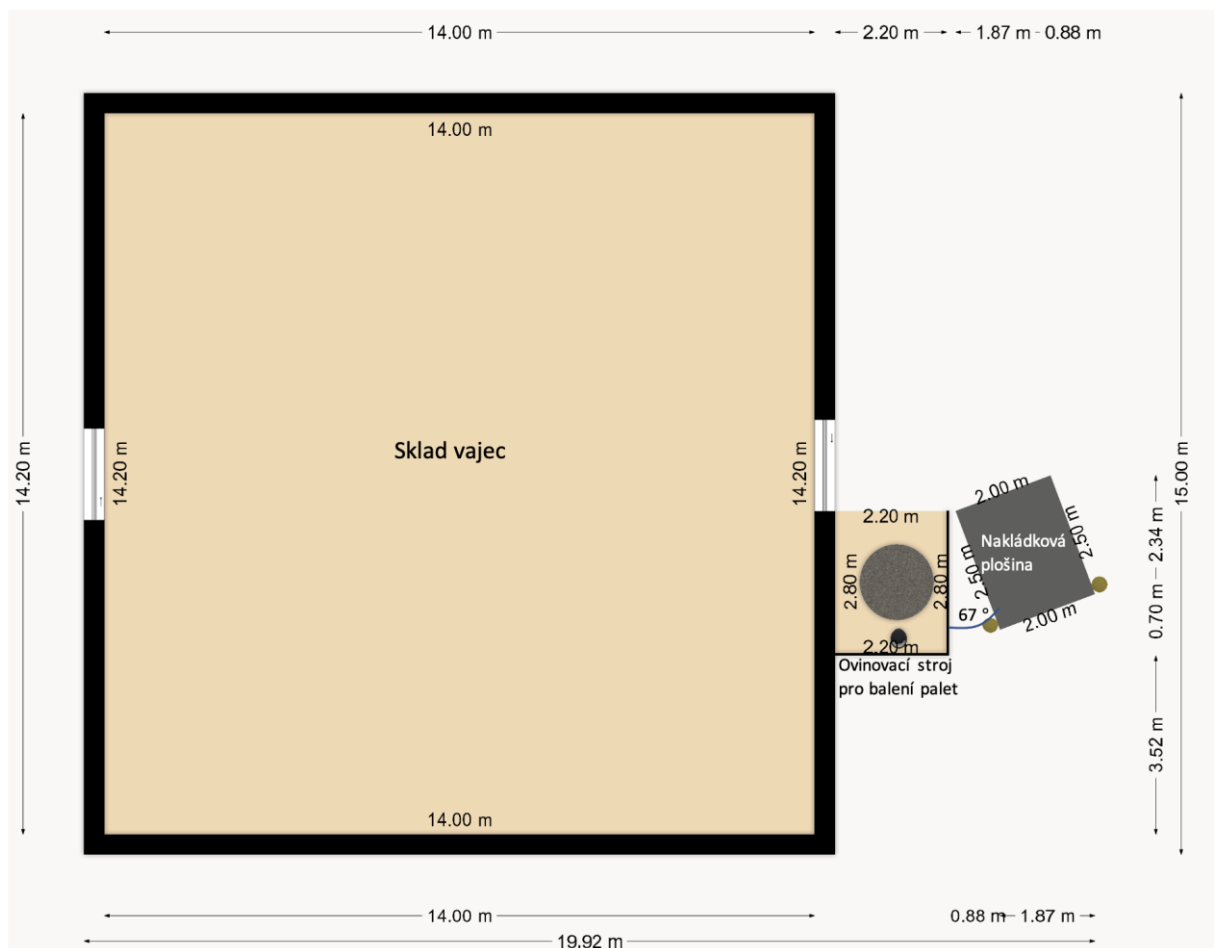 14.00 m
2.20 m
1.87 m
0.88 m
14.00 m
14.20 m
14.20 m
Sklad vajec
14.20 m
15.00 m
2.20 m
2.80 m
2.80 m
2.20 m
Ovinovací stroj
pro balení palet
2.00 m
2.50 m
2.50 m
Nakládková
plošina
67 °
2.00 m
2.34 m
0.70 m
3.52 m
14.00 m
14.00 m
0.88 m
1.87 m
19.92 m